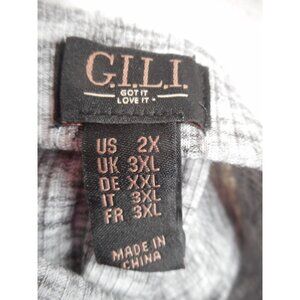 G.I.L.I.
GOT IT
LOVE IT
US 2X
UK 3XL
DE XXL
IT 3XL
FR 3XL
MADE IN
CHINA